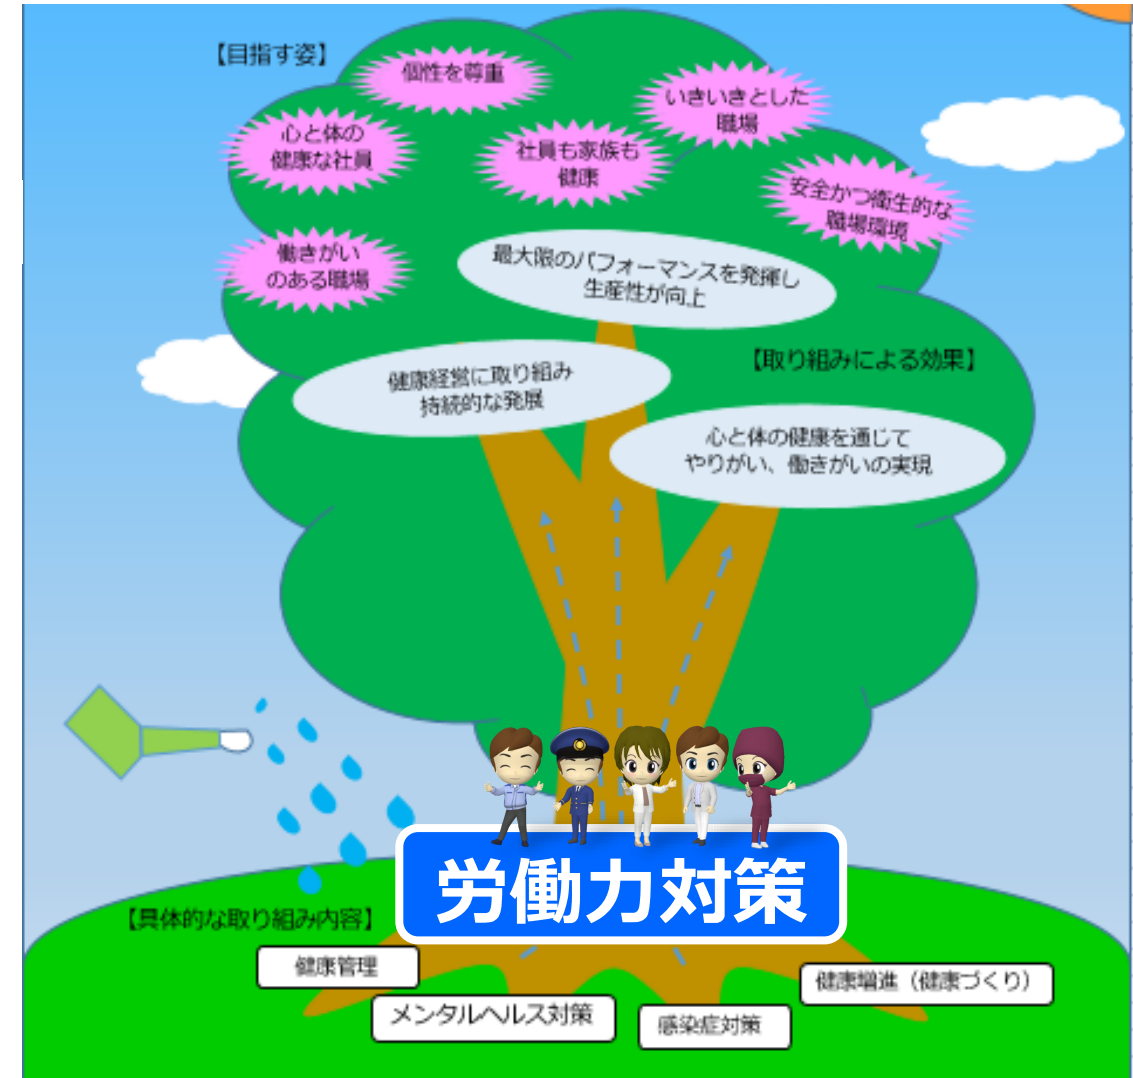 【目指す姿】
個性を尊重
いきいきとした
職場
心と体の
健康な社員
社員も家族も
健康
安全かつ衛生的な
職場環境
働きがい
のある職場
最大限のパフォーマンスを発揮し
生産性が向上
【取り組みによる効果】
健康経営に取り組み
持続的な発展
心と体の健康を通じて
やりがい、働きがいの実現
労働力対策
【具体的な取り組み内容】
健康管理
メンタルヘルス対策
感染症対策
健康増進（健康づくり）